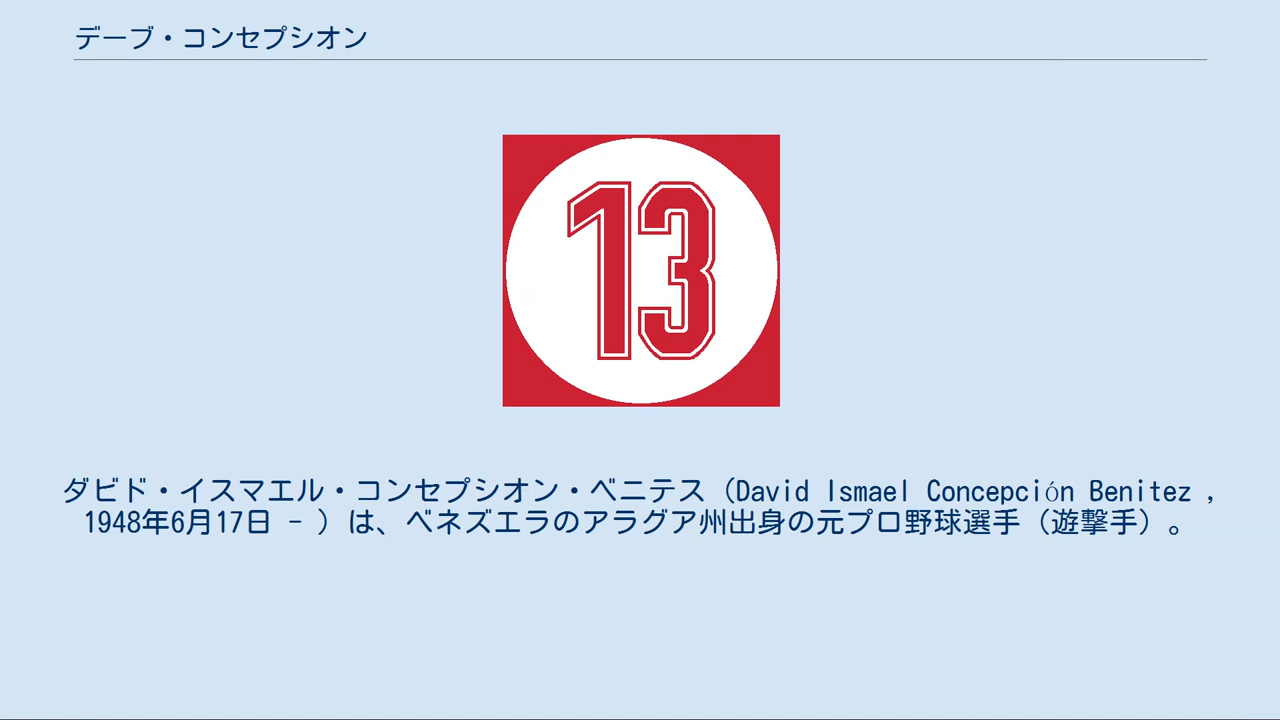 デーブ・コンセプシオン
13
ダビド・イスマエル・コンセプシオン・ベニテス（David Ismael Concepción Benitez ,
1948年6月17日 - ）は、ベネズエラのアラグア州出身の元プロ野球選手（遊撃手）。